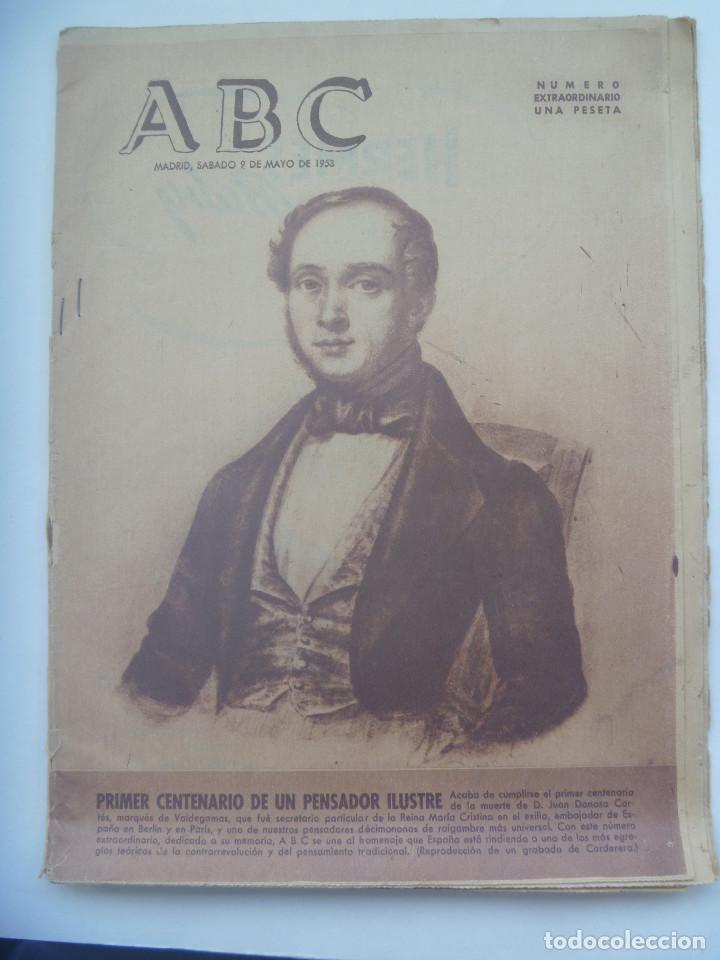 ABC
NUMERO
EXTRAORDINARIO
UNA PESETA
MADRID, SABADO 9 DE MAYO DE 1953
PRIMER CENTENARIO DE UN PENSADOR ILUSTRE Acaba de cumplirse el primer centenario
de la muerte de D. Juan Donoso Cor-
tés, marqués de Valdegamas, que fué secretario particular de la Reina María Cristina en el exilio, embajador de Es-
paña en Berlín y en París, y uno de nuestros pensadores décimononos de raigambre más universal. Con este número
extraordinario, dedicado a su memoria, A B C se une al homenaje que España está rindiendo a uno de los más egre-
gios teóricos de la contrarrevolución y del pensamiento tradicional. (Reproducción de un grabado de Carderera.)
todocoleccion
todocoleccion.net